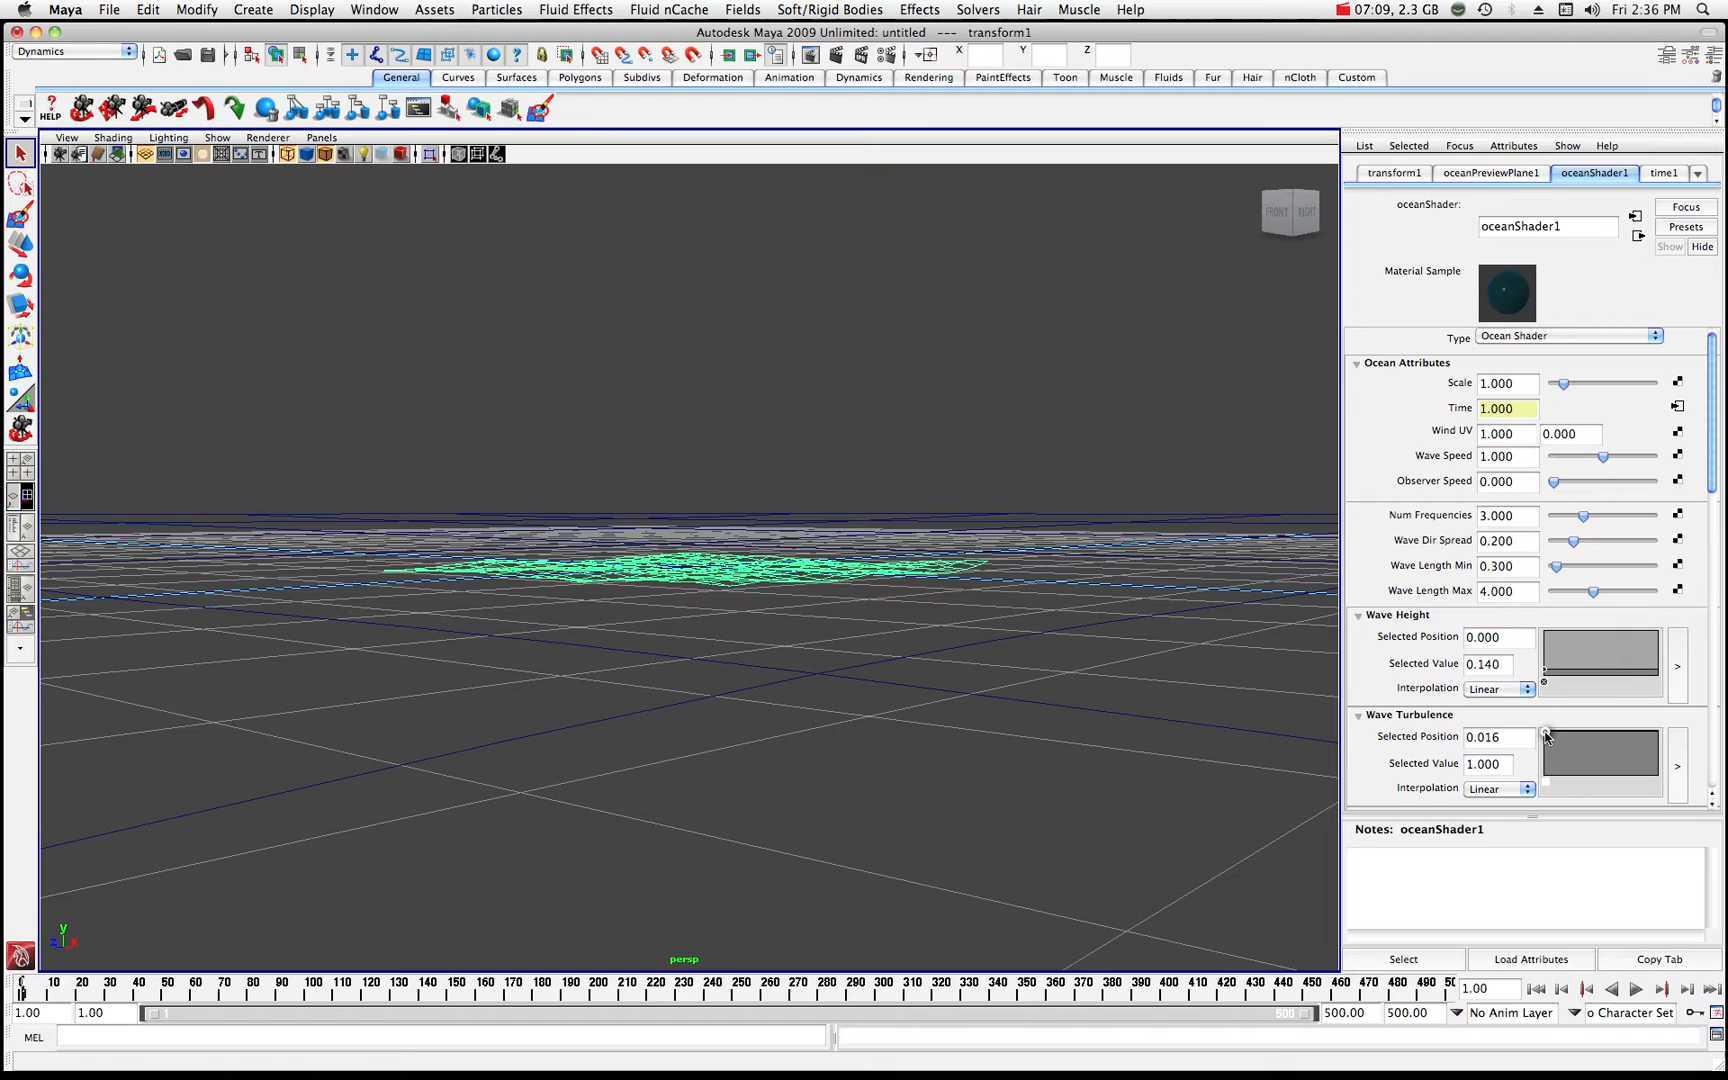 Maya File Edit Modify Create Display Window Assets Particles Fluid Effects Fluid nCache Fields Soft/Rigid Bodies Effects Solvers Hair Muscle Help 07:09, 2.3 GB Fri 2:36 PM
Autodesk Maya 2009 Unlimited: untitled --- transform1
Dynamics X Y Z
General Curves Surfaces Polygons Subdivs Deformation Animation Dynamics Rendering PaintEffects Toon Muscle Fluids Fur Hair nCloth Custom
? HELP
View Shading Lighting Show Renderer Panels
List Selected Focus Attributes Show Help
transform1 oceanPreviewPlane1 oceanShader1 time1
oceanShader: oceanShader1
Focus
Presets
Show Hide
FRONT RIGHT
Material Sample
Type Ocean Shader
Ocean Attributes
Scale 1.000
Time 1.000
Wind UV 1.000 0.000
Wave Speed 1.000
Observer Speed 0.000
Num Frequencies 3.000
Wave Dir Spread 0.200
Wave Length Min 0.300
Wave Length Max 4.000
Wave Height
Selected Position 0.000
Selected Value 0.140 >
Interpolation Linear
Wave Turbulence
Selected Position 0.016
Selected Value 1.000 >
Interpolation Linear
Notes: oceanShader1
y
z x
persp
Select Load Attributes Copy Tab
10 20 30 40 50 60 70 80 90 100 110 120 130 140 150 160 170 180 190 200 210 220 230 240 250 260 270 280 290 300 310 320 330 340 350 360 370 380 390 400 410 420 430 440 450 460 470 480 490 50 1.00
1.00 1.00 1 500 500.00 500.00 No Anim Layer o Character Set
MEL